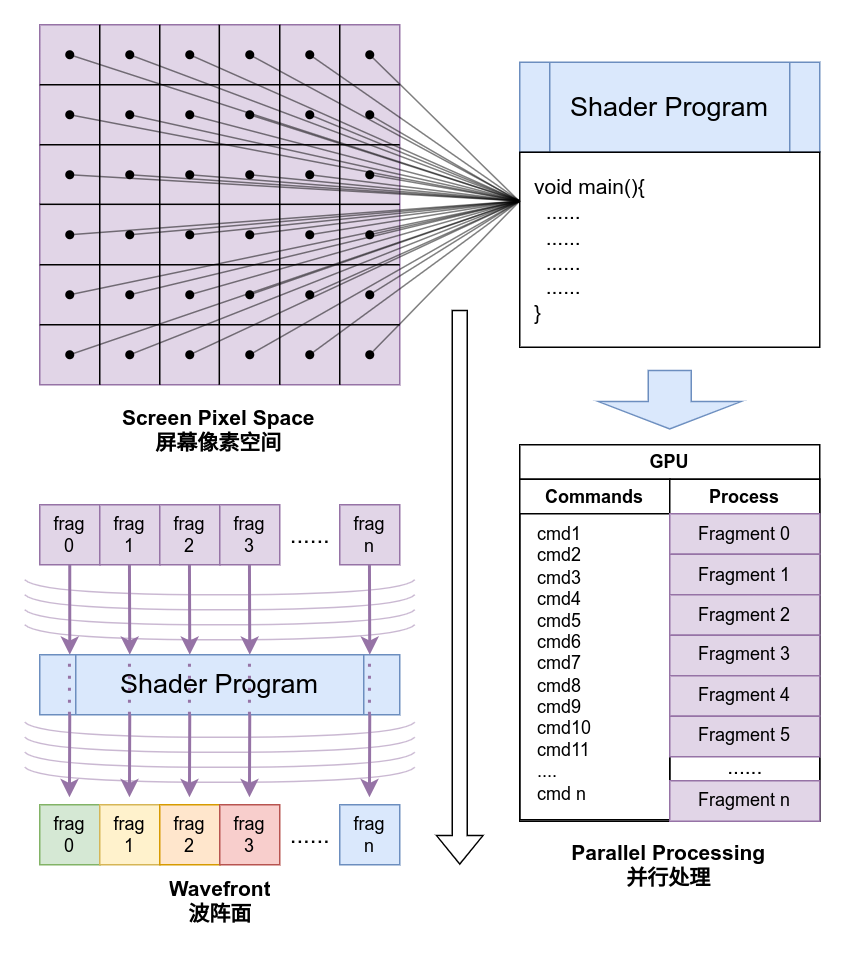 Shader Program
void main(){
......
......
......
......
}
Screen Pixel Space
屏幕像素空间
GPU
Commands Process
cmd1
cmd2
cmd3
cmd4
cmd5
cmd6
cmd7
cmd8
cmd9
cmd10
cmd11
....
cmd n
Fragment 0
Fragment 1
Fragment 2
Fragment 3
Fragment 4
Fragment 5
......
Fragment n
Parallel Processing
并行处理
frag frag frag frag ...... frag
0 1 2 3 n
Shader Program
frag frag frag frag ...... frag
0 1 2 3 n
Wavefront
波阵面